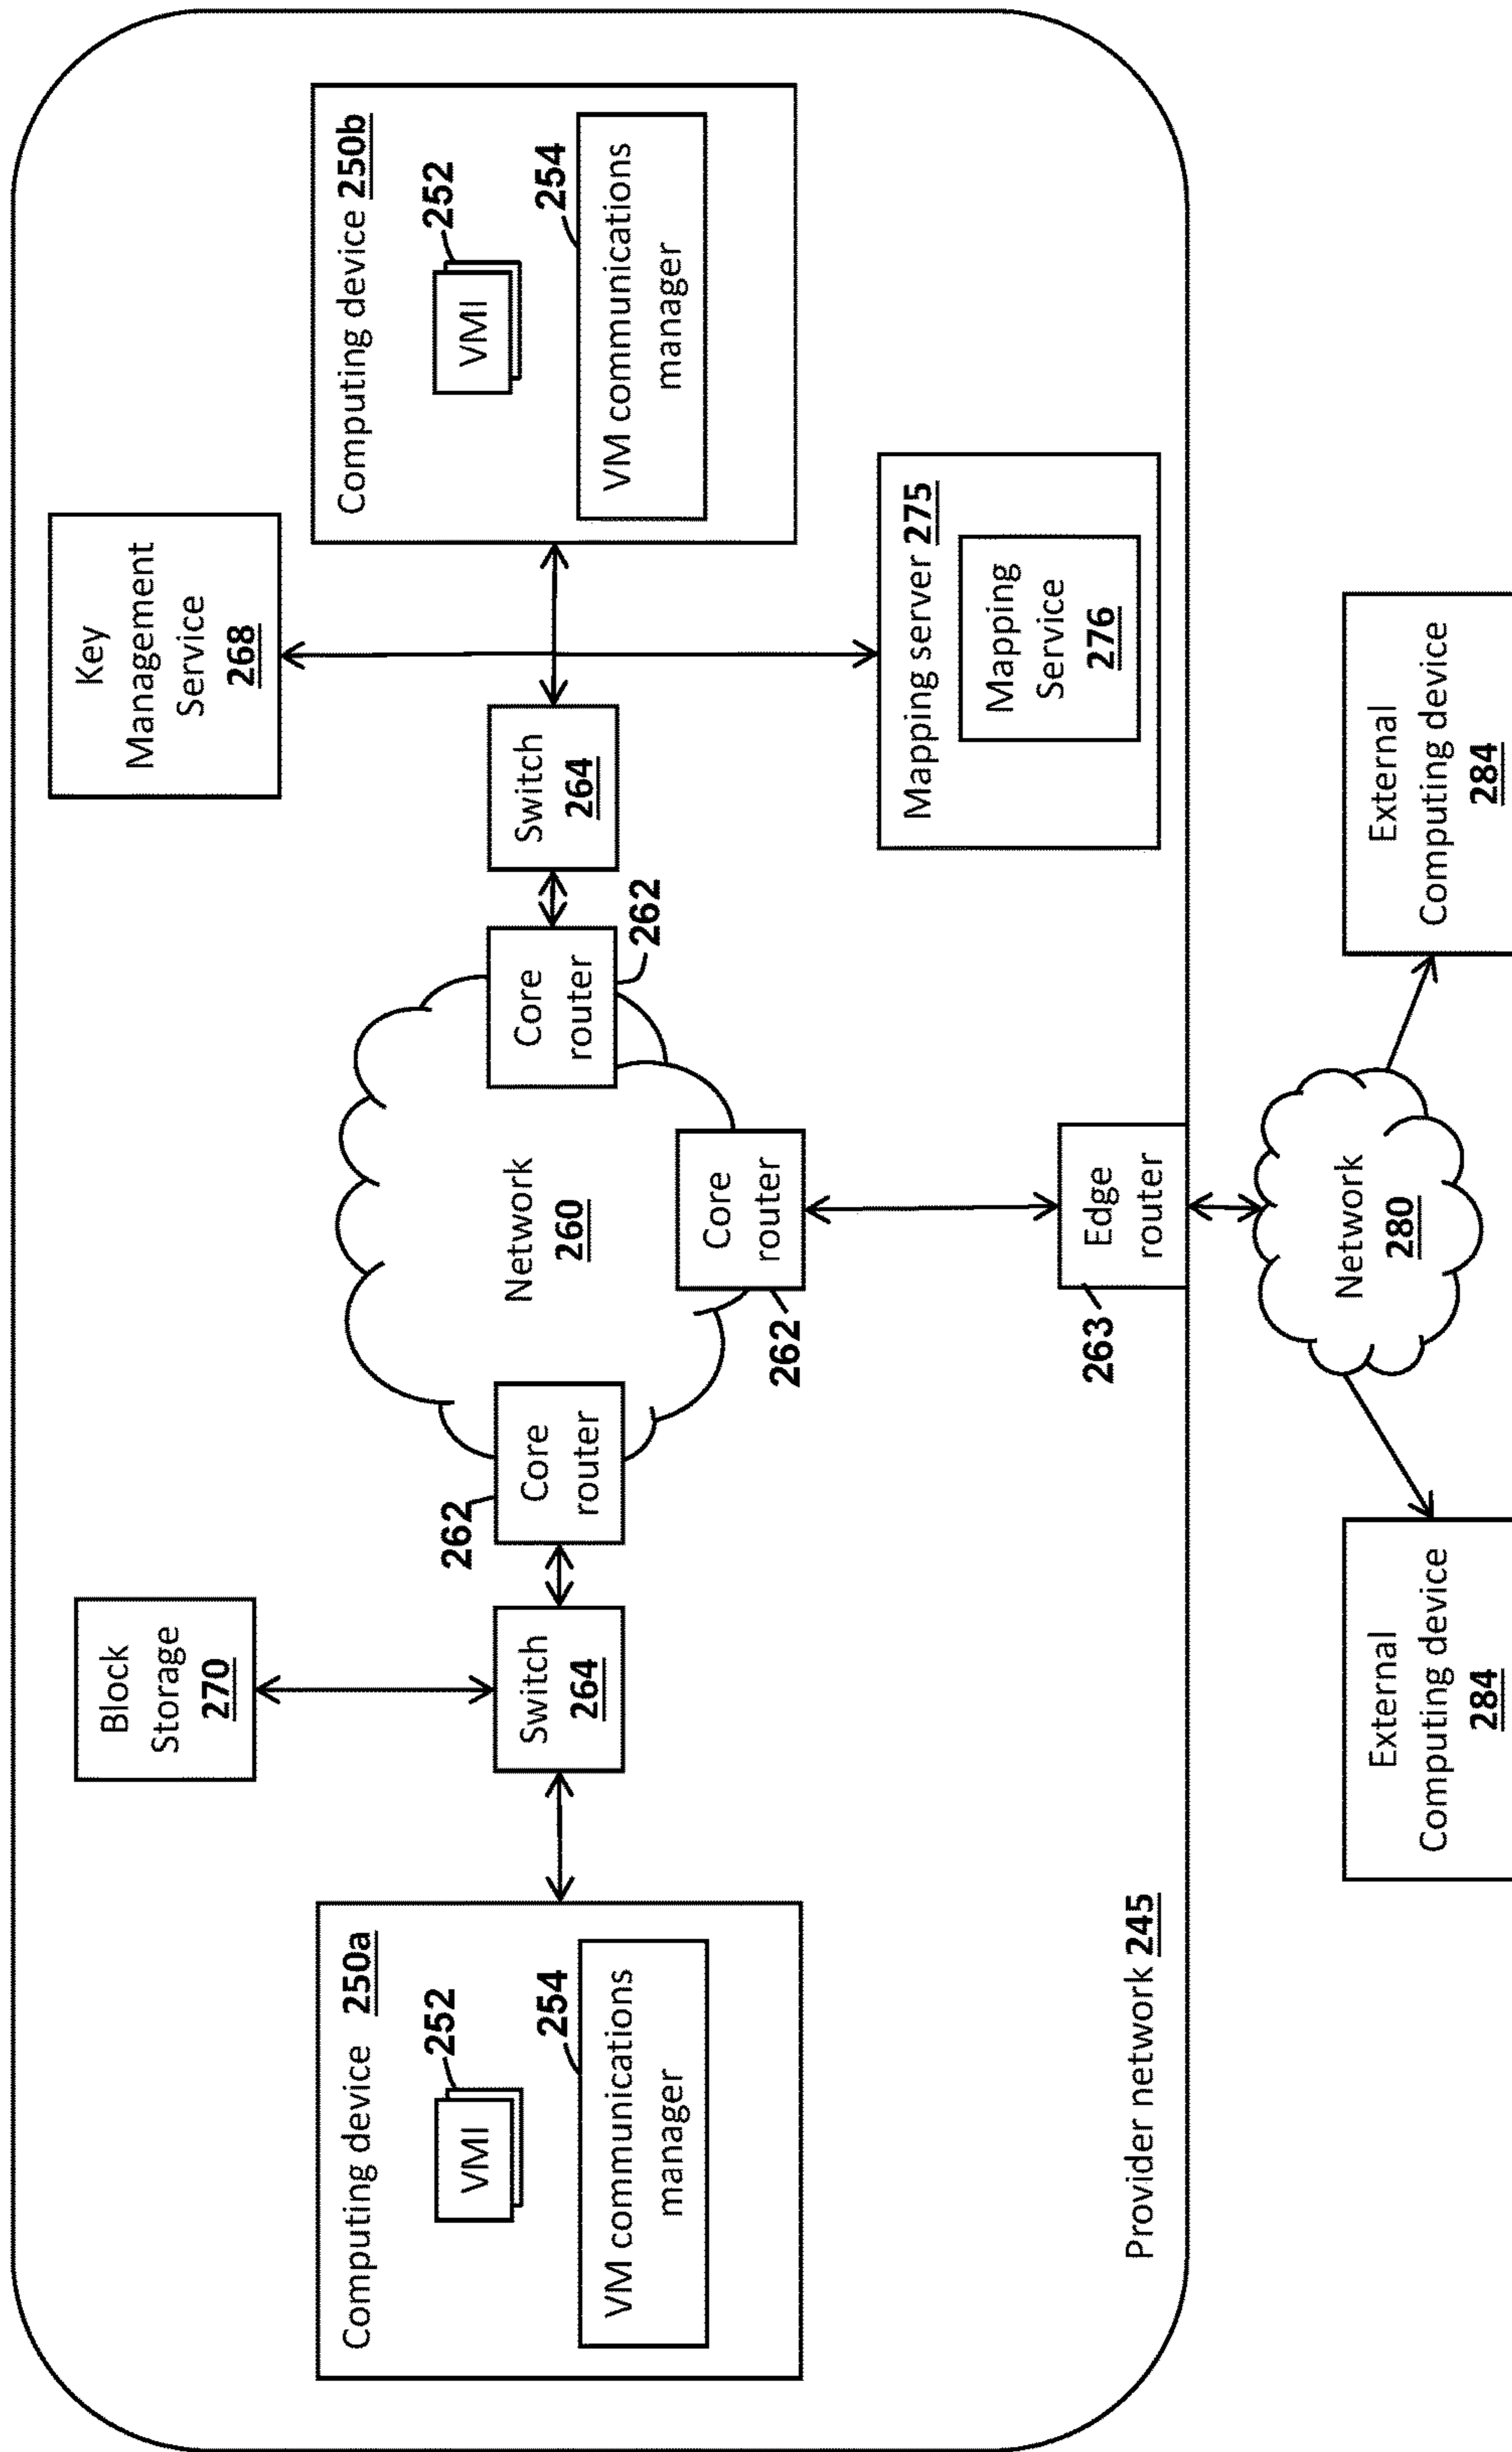 Block
Storage
270
Key
Management
Service
268
Computing device 250a
252
VMI
254
VM communications
manager
Switch
264
262
Core
router
Network
260
Core
router
262
Switch
264
Computing device 250b
252
VMI
254
VM communications
manager
Core
router
262
Mapping server 275
Mapping
Service
276
Edge
router
263
Provider network 245
Network
280
External
Computing device
284
External
Computing device
284